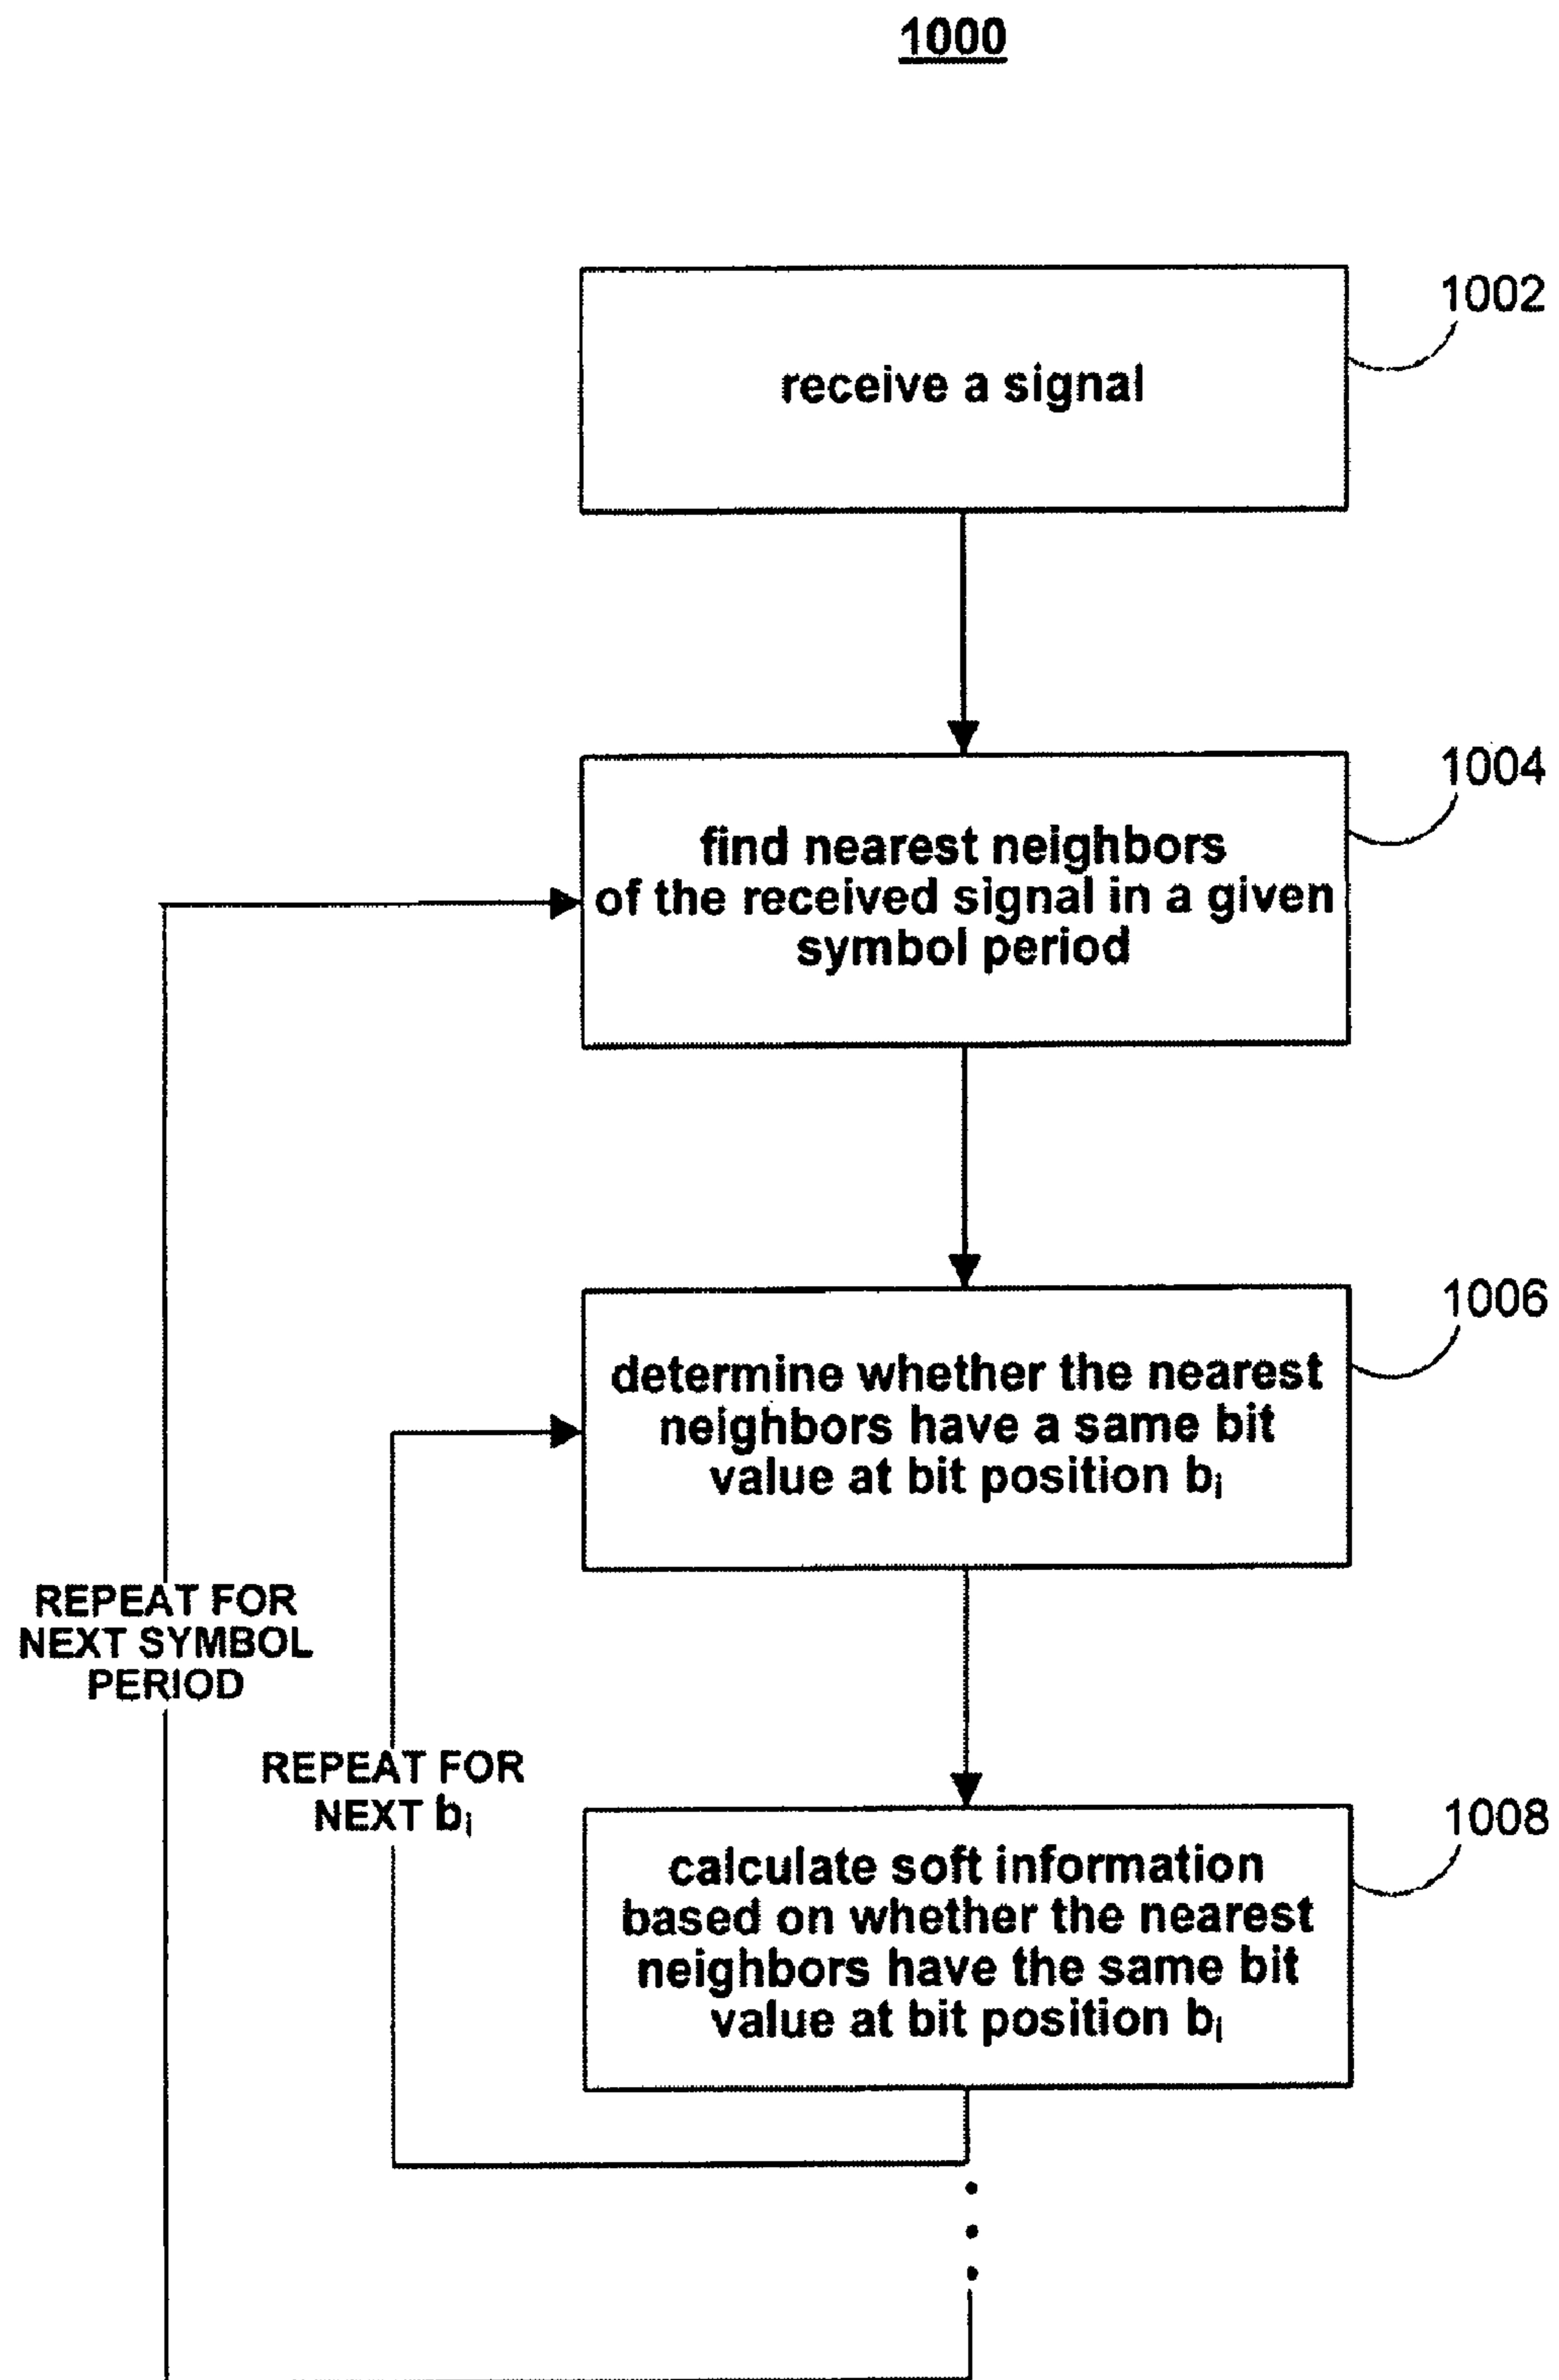 1000
receive a signal
1002
find nearest neighbors
of the received signal in a given
symbol period
1004
determine whether the nearest
neighbors have a same bit
value at bit position bᵢ
1006
REPEAT FOR
NEXT SYMBOL
PERIOD
REPEAT FOR
NEXT bᵢ
calculate soft information
based on whether the nearest
neighbors have the same bit
value at bit position bᵢ
1008